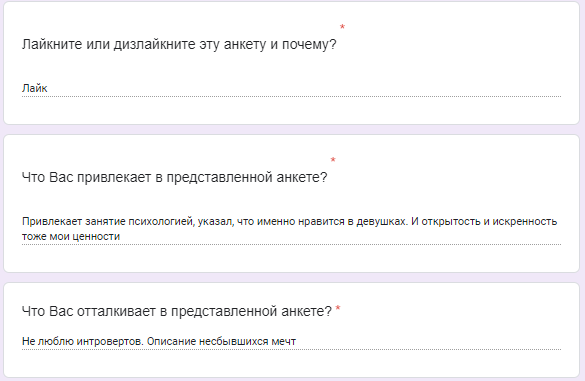 Лайкните или дизлайкните эту анкету и почему? *
Лайк
Что Вас привлекает в представленной анкете? *
Привлекает занятие психологией, указал, что именно нравится в девушках. И открытость и искренность
тоже мои ценности
Что Вас отталкивает в представленной анкете? *
Не люблю интровертов. Описание несбывшихся мечт